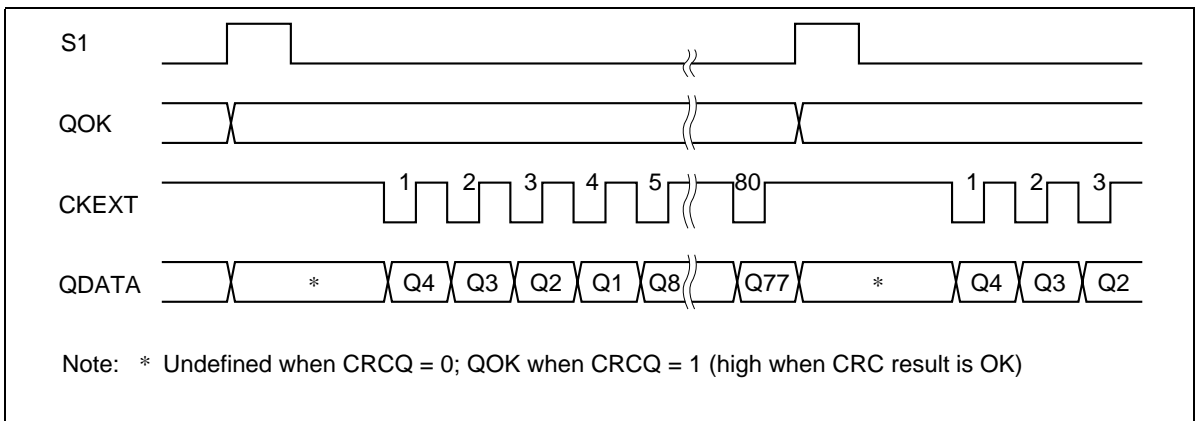 S1
QOK
CKEXT 1 2 3 4 5 80 1 2 3
QDATA * Q4 Q3 Q2 Q1 Q8 Q77 * Q4 Q3 Q2
Note: * Undefined when CRCQ = 0; QOK when CRCQ = 1 (high when CRC result is OK)